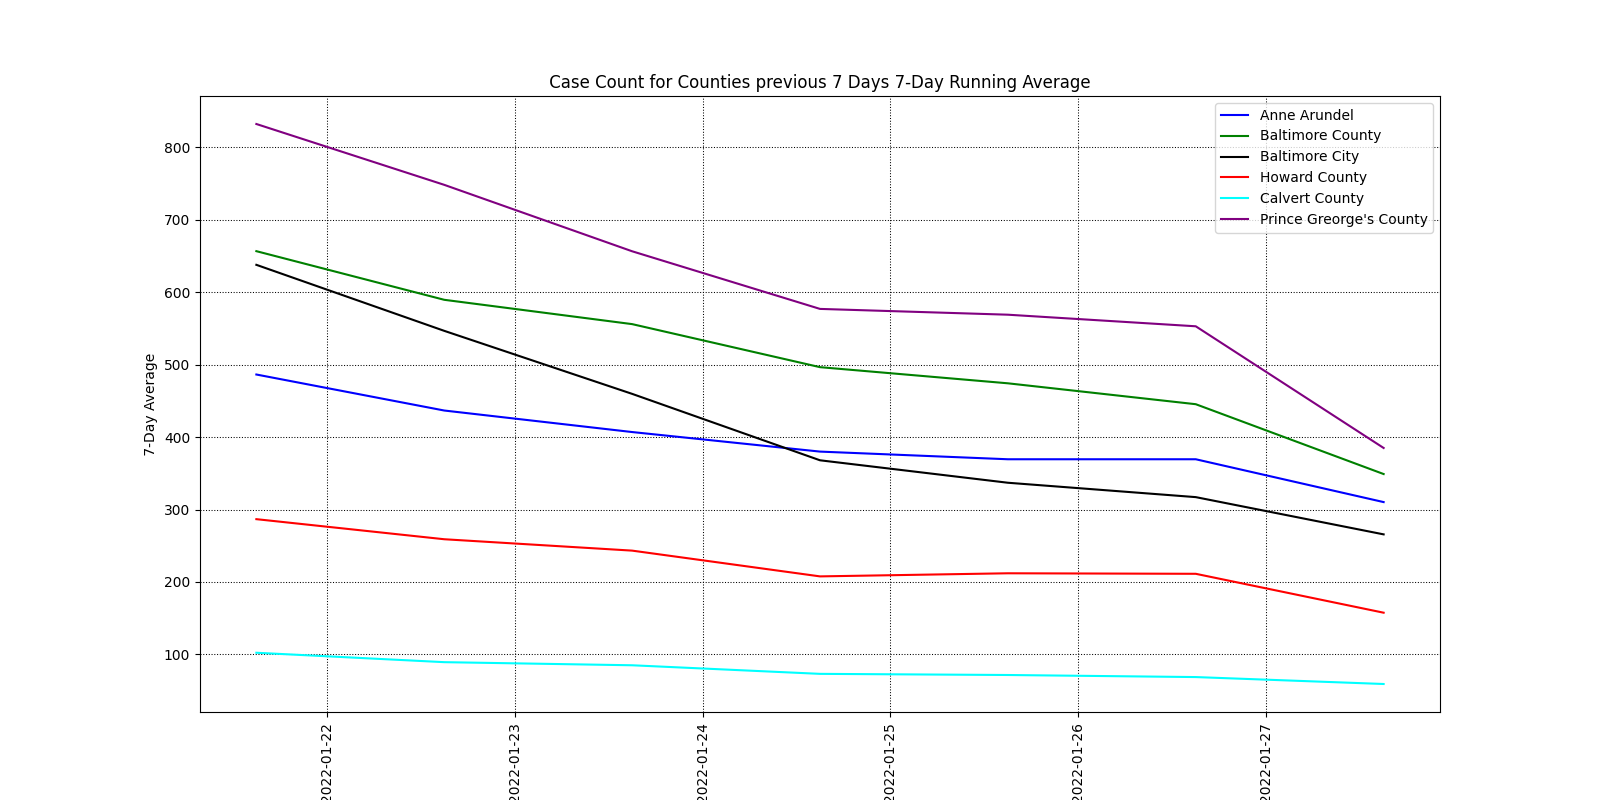 Case Count for Counties previous 7 Days 7-Day Running Average
Anne Arundel
Baltimore County
Baltimore City
Howard County
Calvert County
Prince Greorge's County
7-Day Average
800
700
600
500
400
300
200
100
2022-01-22
2022-01-23
2022-01-24
2022-01-25
2022-01-26
2022-01-27